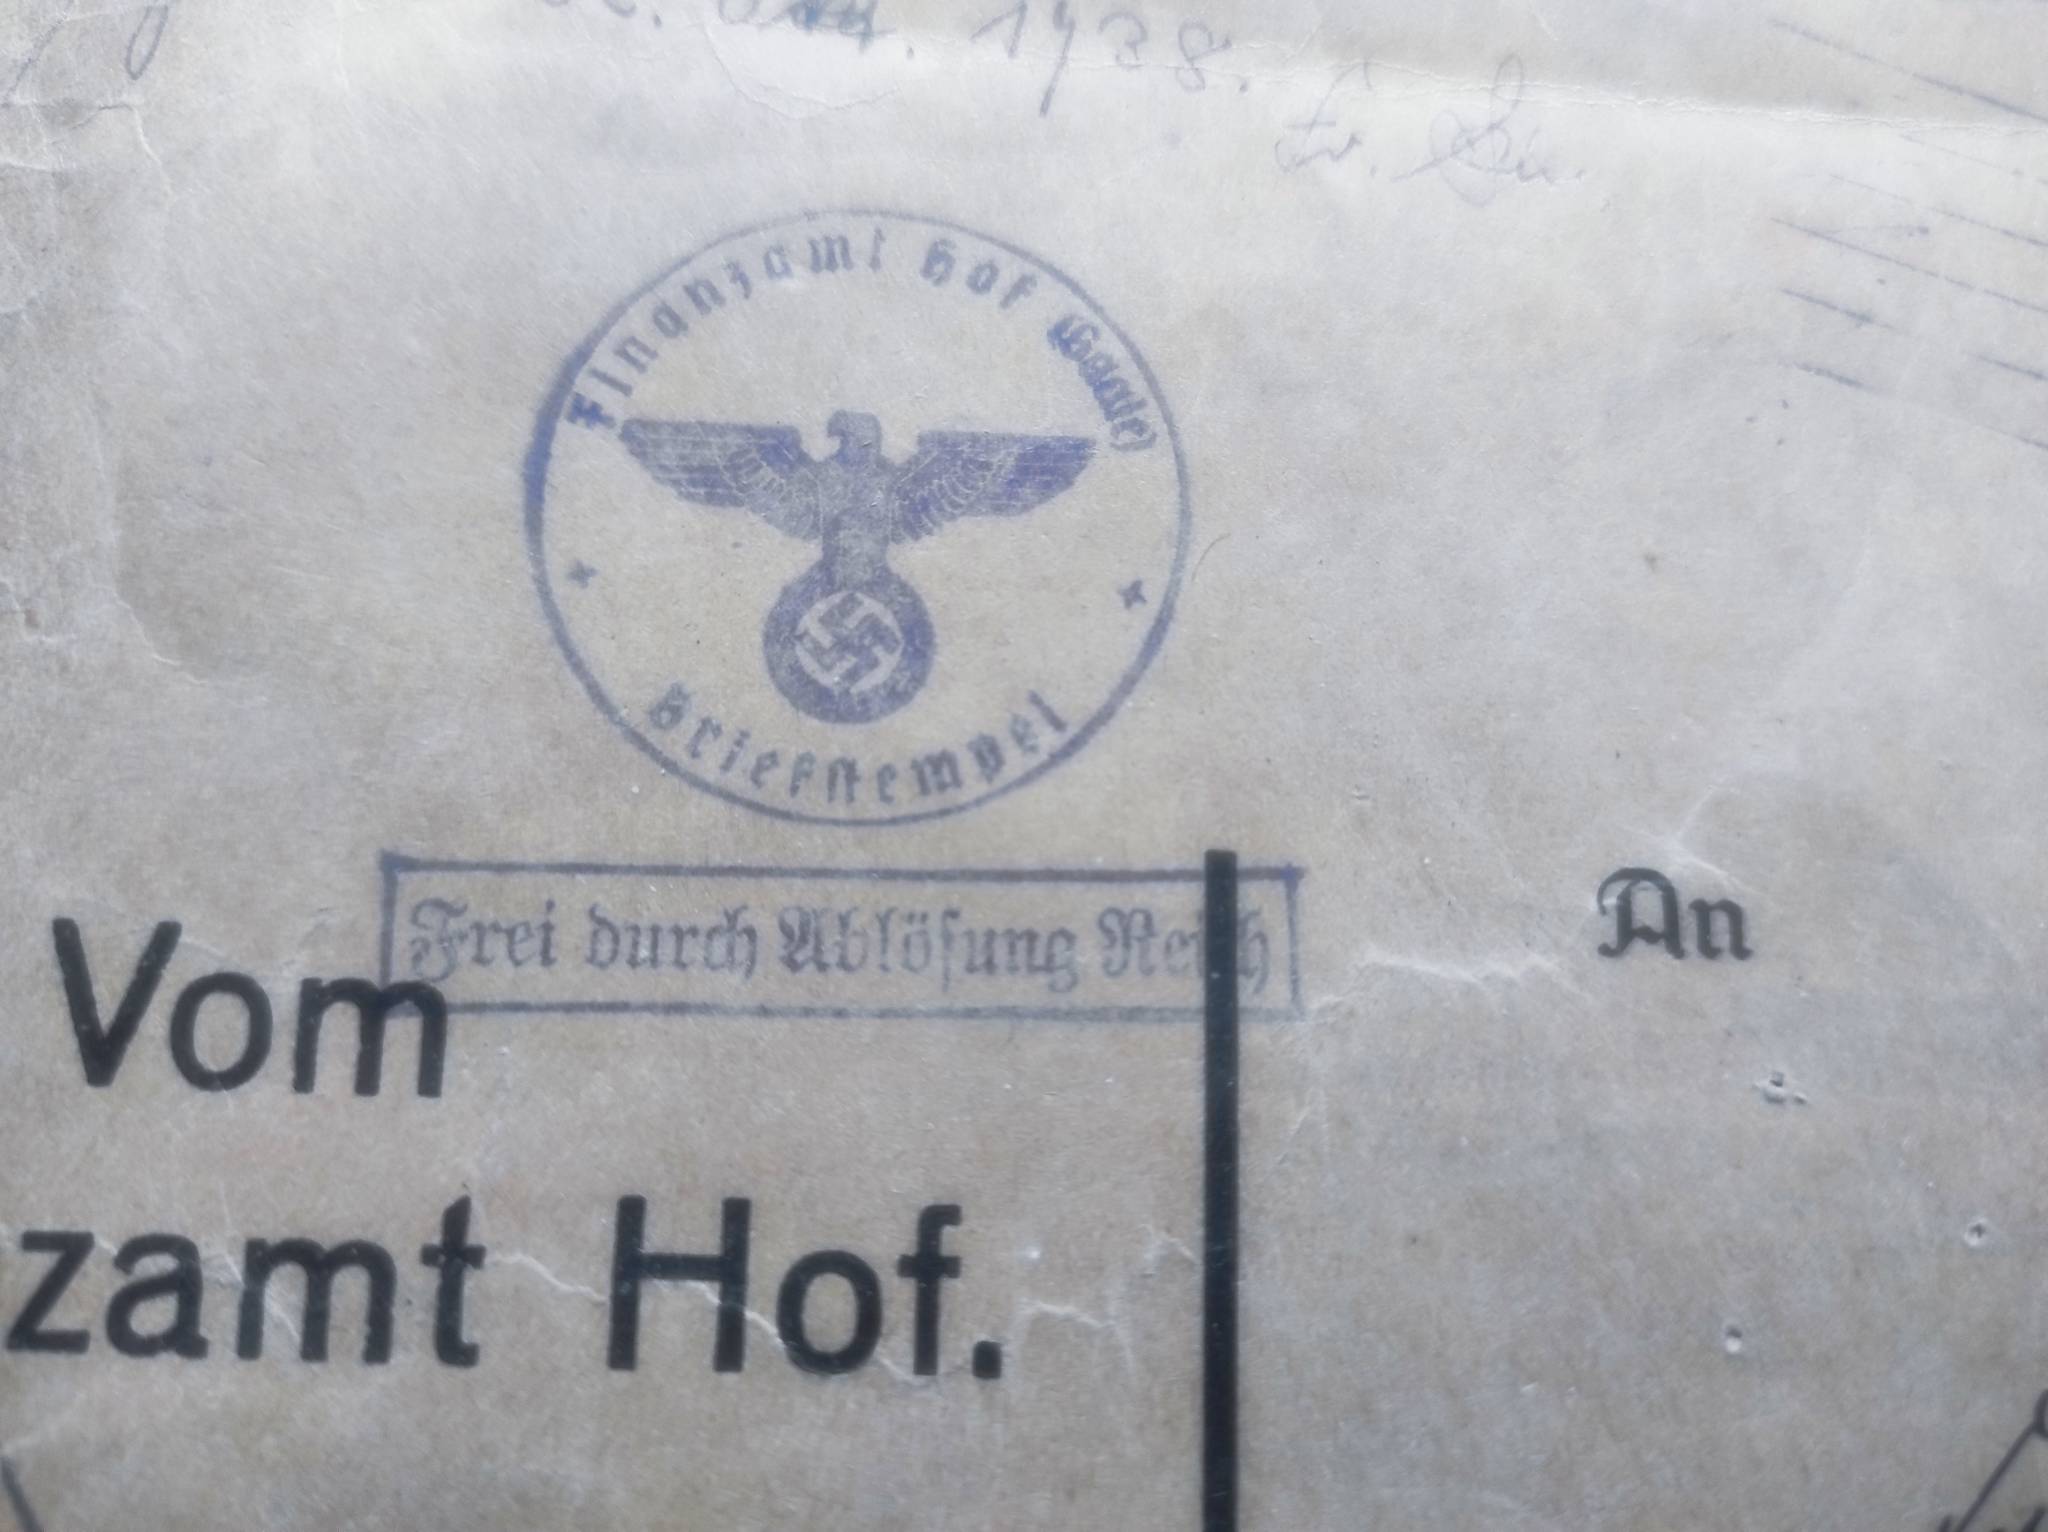 1938.
Finanzamt Hof (Saale)
Briefstempel
Frei durch Ablösung Reich
An
Vom
zamt Hof.